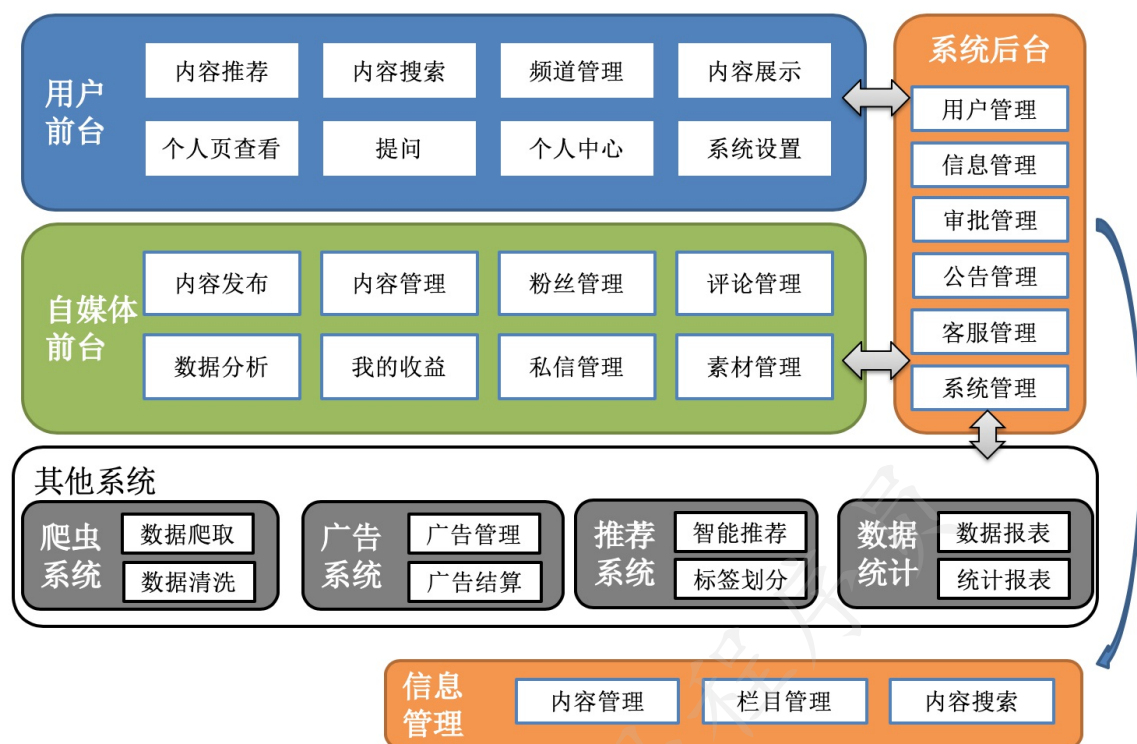 用户
前台
内容推荐
内容搜索
频道管理
内容展示
个人页查看
提问
个人中心
系统设置
系统后台
用户管理
信息管理
审批管理
公告管理
客服管理
系统管理
自媒体
前台
内容发布
内容管理
粉丝管理
评论管理
数据分析
我的收益
私信管理
素材管理
其他系统
爬虫
系统
数据爬取
数据清洗
广告
系统
广告管理
广告结算
推荐
系统
智能推荐
标签划分
数据
统计
数据报表
统计报表
信息
管理
内容管理
栏目管理
内容搜索
程序员